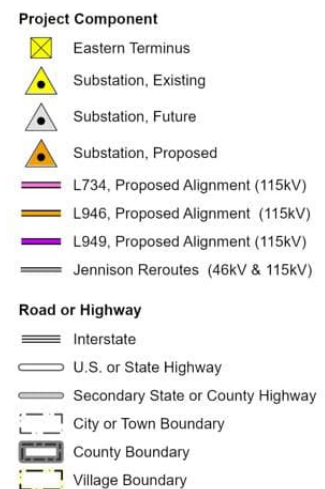 Project Component
Eastern Terminus
Substation, Existing
Substation, Future
Substation, Proposed
L734, Proposed Alignment (115kV)
L946, Proposed Alignment (115kV)
L949, Proposed Alignment (115kV)
Jennison Reroutes (46kV & 115kV)
Road or Highway
Interstate
U.S. or State Highway
Secondary State or County Highway
City or Town Boundary
County Boundary
Village Boundary